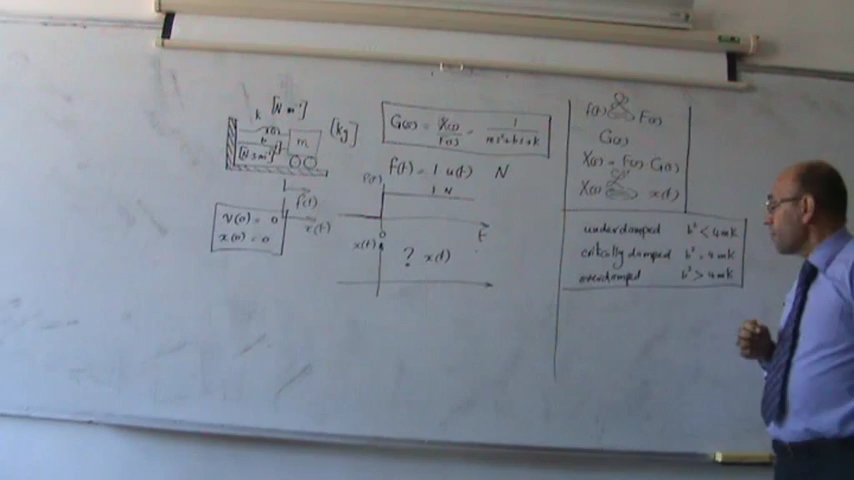 k [N m⁻¹]
m [kg]
b [N s m⁻¹]
f(t)
x(t)
v(0) = 0
x(0) = 0
G(s) = X(s)/F(s) = 1/(ms²+bs+k)
f(t) = 1 u(t) N
f(t)
1 N
0
t
x(t)
? x(t)
f(t) F(s)
G(s)
X(s) = F(s) G(s)
X(s) x(t)
underdamped b² < 4mk
critically damped b² = 4mk
overdamped b² > 4mk